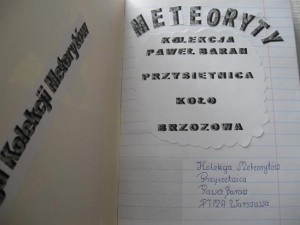 Kolekcji Meteorytów
METEORYTY
KOLEKCJA
PAWEŁ BARAN
PRZYSIETNICA
KOŁO
BRZOZOWA
Kolekcja Meteorytów
Przysietnica
Paweł Baran
PTMA Warszawa